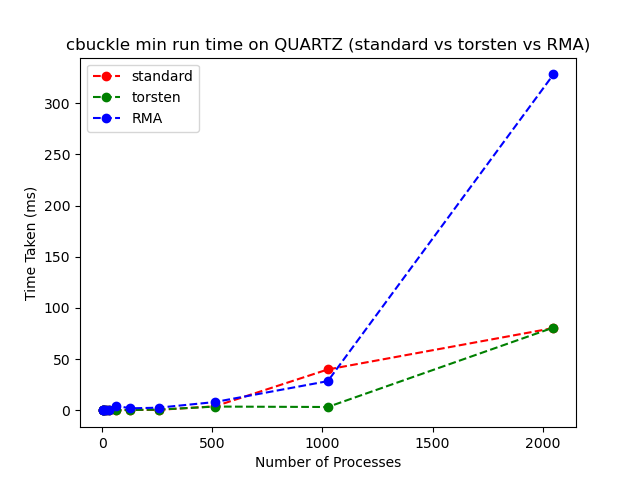 cbuckle min run time on QUARTZ (standard vs torsten vs RMA)
standard
torsten
RMA
Time Taken (ms)
300
250
200
150
100
50
0
0 500 1000 1500 2000
Number of Processes